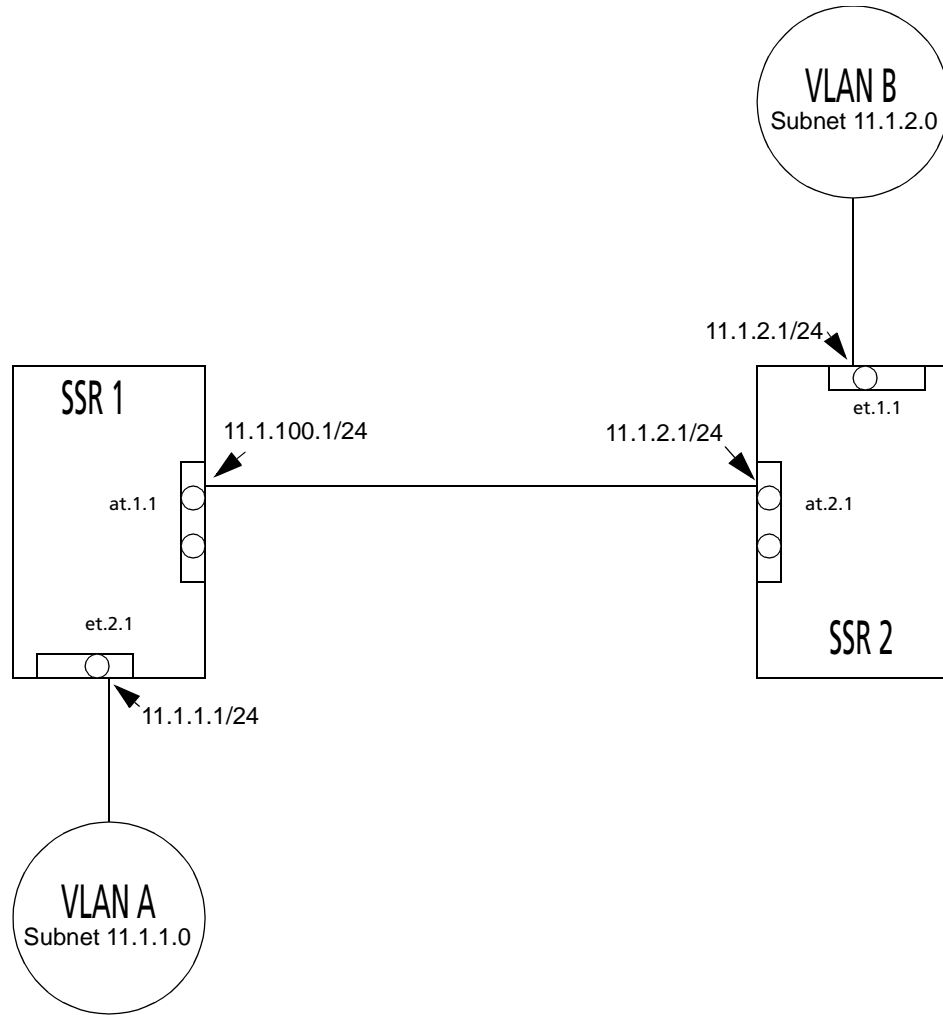 VLAN B
Subnet 11.1.2.0
11.1.2.1/24
et.1.1
SSR 1
11.1.100.1/24
11.1.2.1/24
at.1.1
at.2.1
et.2.1
SSR 2
11.1.1.1/24
VLAN A
Subnet 11.1.1.0